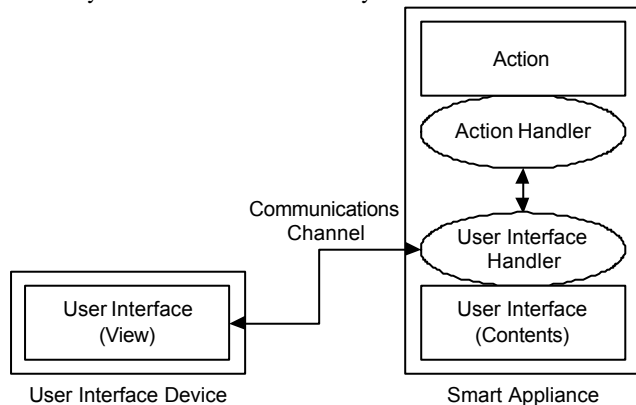 Action
Action Handler
Communications
Channel
User Interface
Handler
User Interface
(View)
User Interface
(Contents)
User Interface Device
Smart Appliance